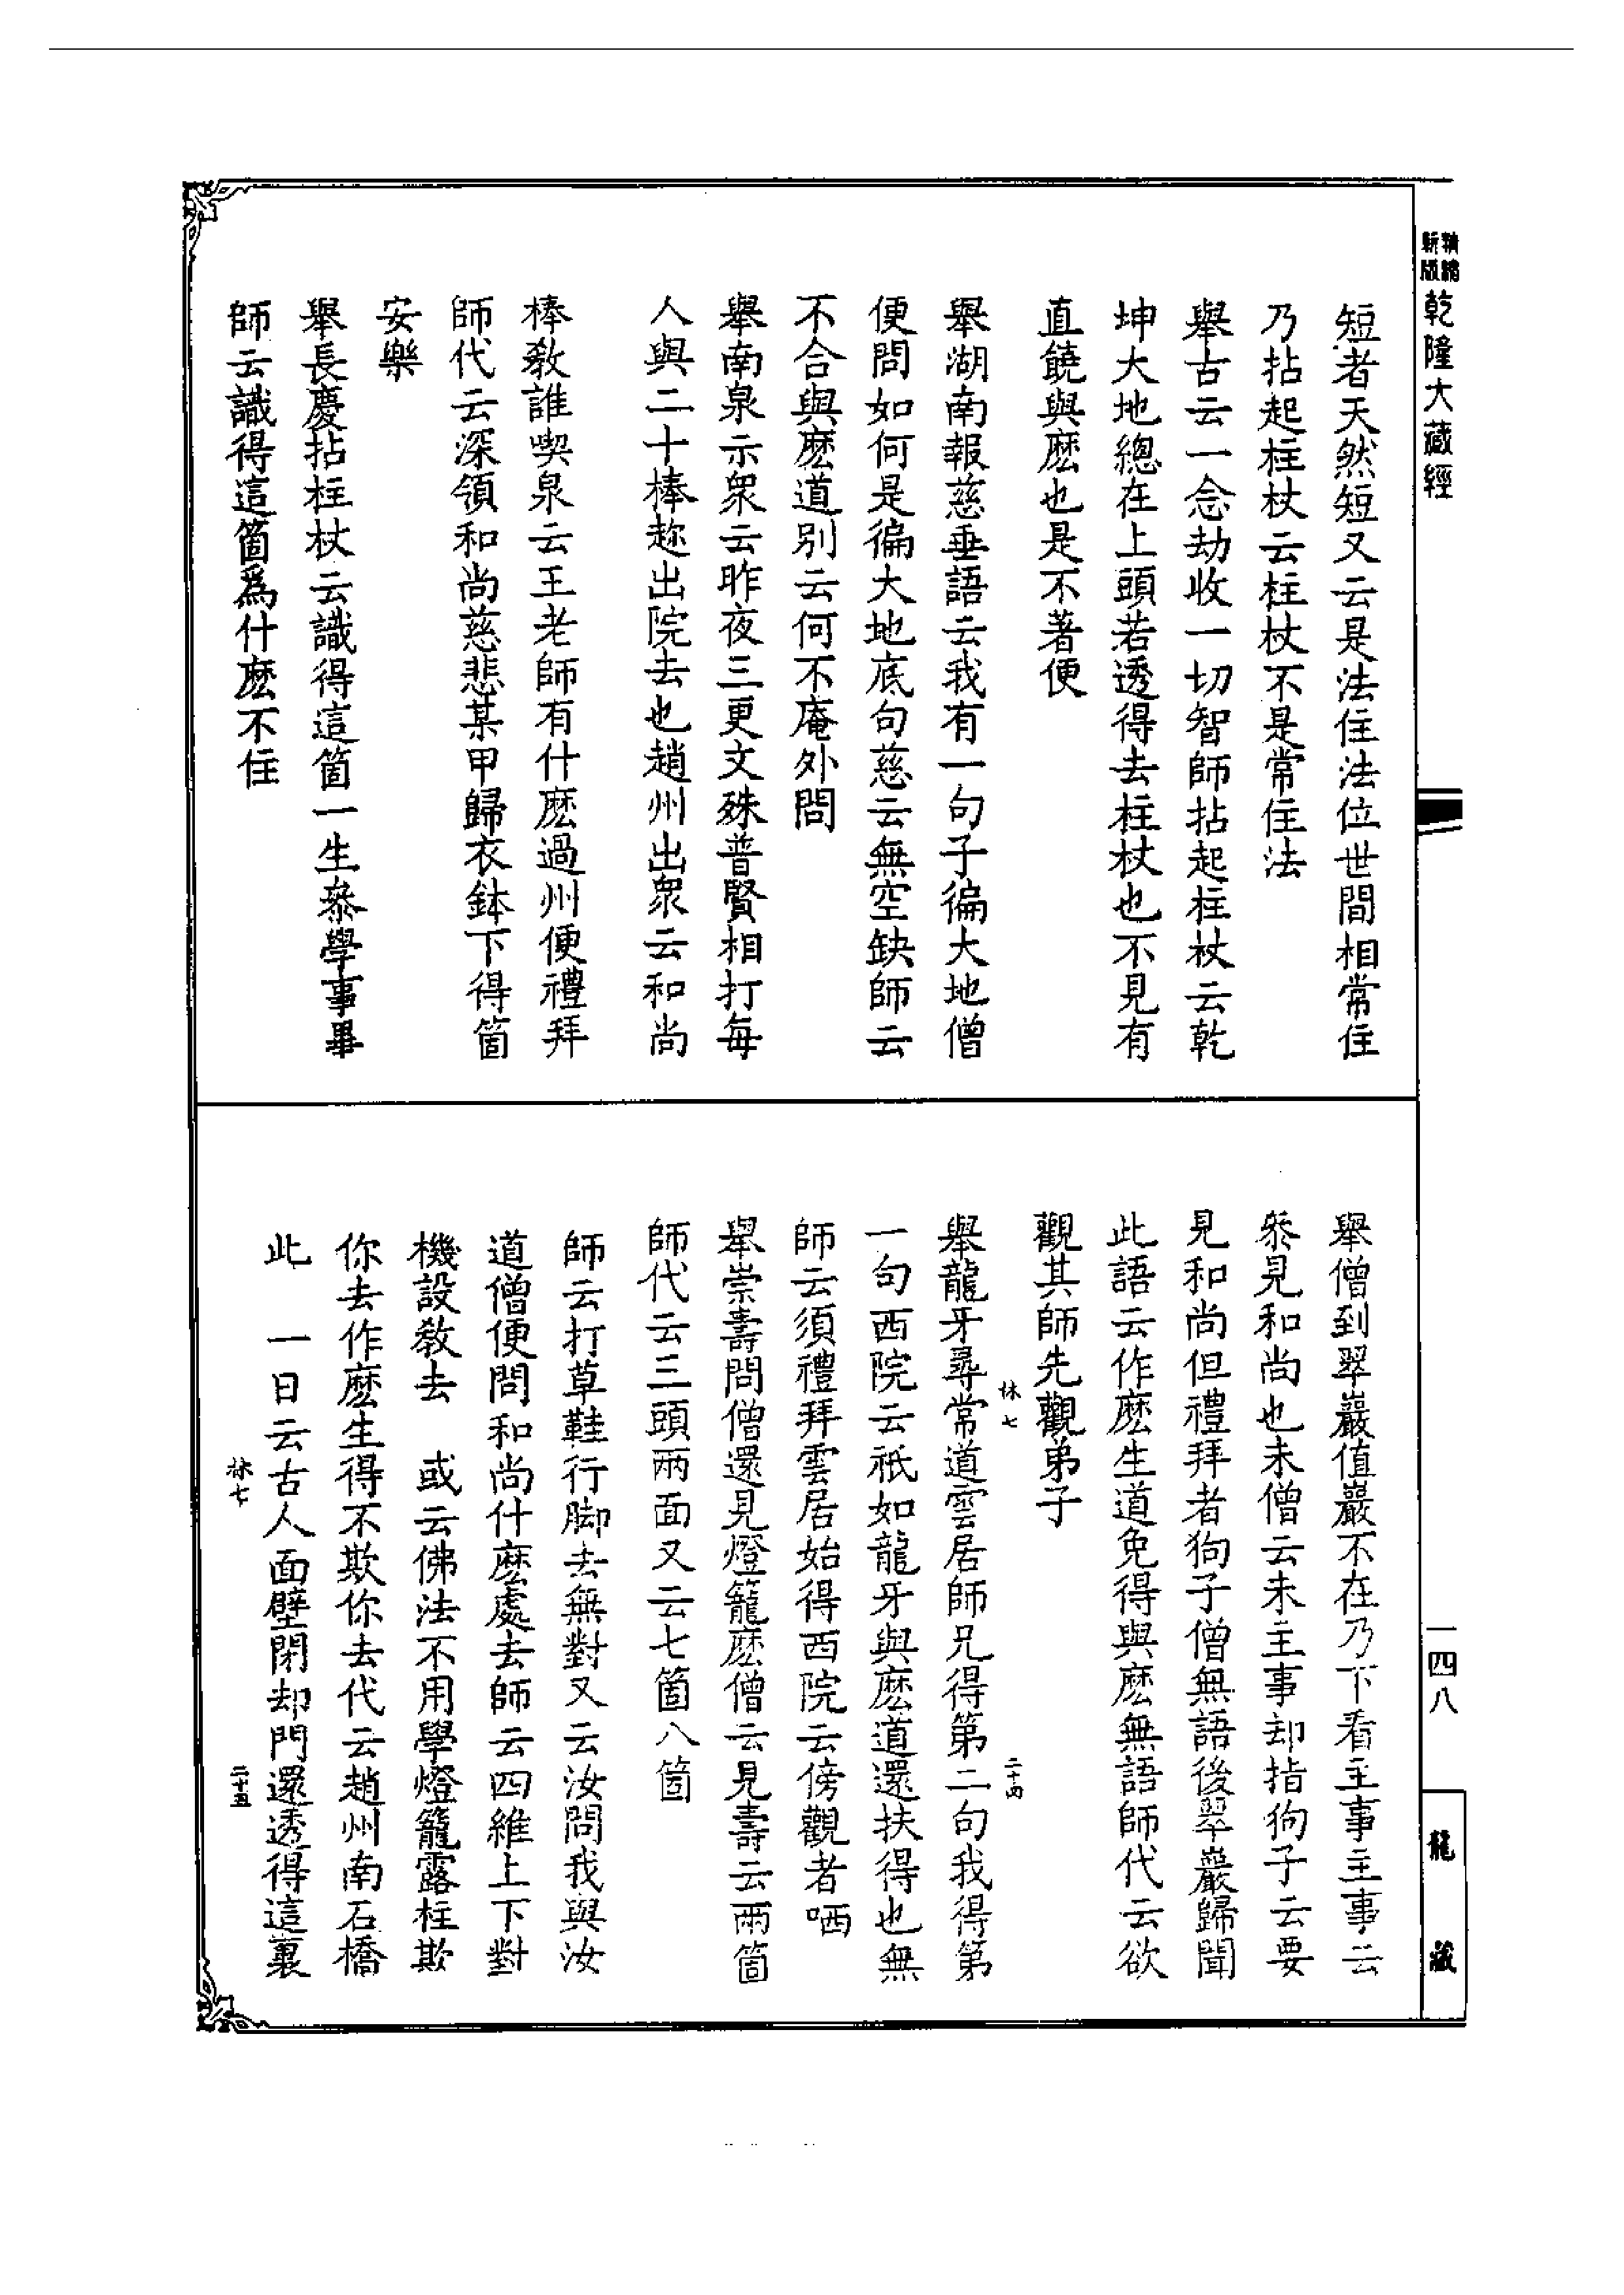 精縮
新版
乾隆大藏經
短者天然短又云是法住法位世間相常住
乃拈起柱杖云柱杖不是常住法
舉古云一念劫收一切智師拈起柱杖云乾
坤大地總在上頭若透得去柱杖也不見有
直饒與麽也是不著便
舉湖南報慈垂語云我有一句子徧大地僧
便問如何是徧大地底句慈云無空缺師云
不合與麽道別云何不庵外問
舉南泉示衆云昨夜三更文殊普賢相打每
人與二十棒趂出院去也趙州出衆云和尚
棒教誰喫泉云王老師有什麽過州便禮拜
師代云深領和尚慈悲某甲歸衣鉢下得箇
安樂
舉長慶拈柱杖云識得這箇一生叅學事畢
師云識得這箇爲什麽不住
舉僧到翠巖值巖不在乃下看主事主事云
叅見和尚也未僧云未主事却指狗子云要
見和尚但禮拜者狗子僧無語後翠巖歸聞
此語云作麽生道免得與麽無語師代云欲
觀其師先觀弟子
林七
二十四
舉龍牙尋常道雲居師兄得第二句我得第
一句西院云祇如龍牙與麽道還扶得也無
師云須禮拜雲居始得西院云傍觀者哂
舉崇壽問僧還見燈籠麽僧云見壽云兩箇
師代云三頭兩面又云七箇八箇
師云打草鞋行脚去無對又云汝問我與汝
道僧便問和尚什麽處去師云四維上下對
機設教去　或云佛法不用學燈籠露柱欺
你去作麽生得不欺你去代云趙州南石橋
此　一日云古人面壁閉却門還透得這裏
林七
二十五
一四八
龍藏